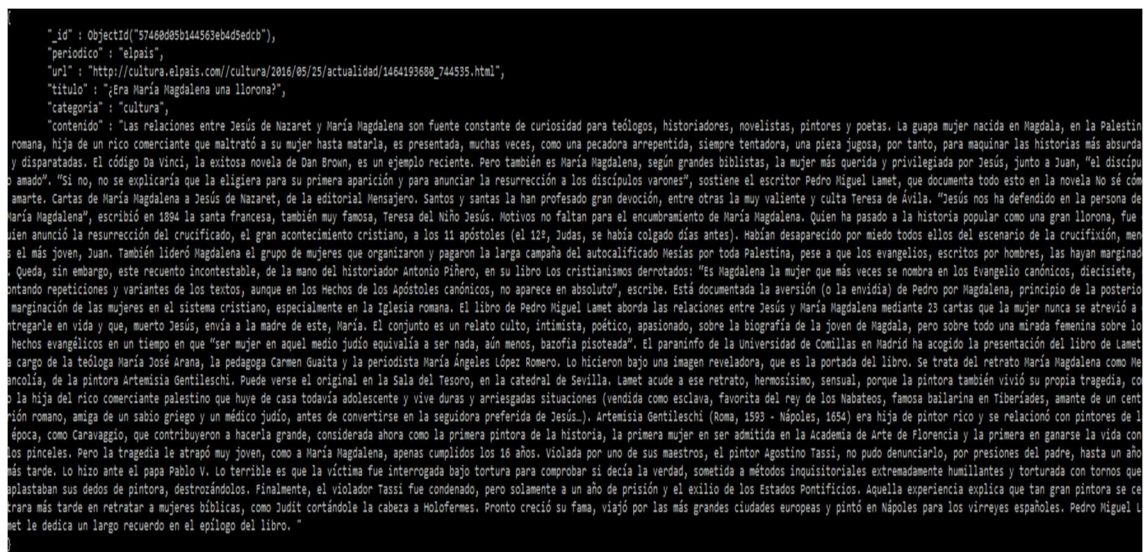 {
"_id" : ObjectId("57460d05b144563eb4d5edcb"),
"periodico" : "elpais",
"url" : "http://cultura.elpais.com//cultura/2016/05/25/actualidad/1464193680_744535.html",
"titulo" : "¿Era María Magdalena una llorona?",
"categoria" : "cultura",
"contenido" : "Las relaciones entre Jesús de Nazaret y María Magdalena son fuente constante de curiosidad para teólogos, historiadores, novelistas, pintores y poetas. La guapa mujer nacida en Magdala, en la Palestin
romana, hija de un rico comerciante que maltrató a su mujer hasta matarla, es presentada, muchas veces, como una pecadora arrepentida, siempre tentadora, una pieza jugosa, por tanto, para maquinar las historias más absurda
y disparatadas. El código Da Vinci, la exitosa novela de Dan Brown, es un ejemplo reciente. Pero también es María Magdalena, según grandes biblistas, la mujer más querida y privilegiada por Jesús, junto a Juan, "el discípu
o amado". "Si no, no se explicaría que la eligiera para su primera aparición y para anunciar la resurrección a los discípulos varones", sostiene el escritor Pedro Miguel Lamet, que documenta todo esto en la novela No sé cóm
amarte. Cartas de María Magdalena a Jesús de Nazaret, de la editorial Mensajero. Santos y santas la han profesado gran devoción, entre otras la muy valiente y culta Teresa de Ávila. "Jesús nos ha defendido en la persona de
María Magdalena", escribió en 1894 la santa francesa, también muy famosa, Teresa del Niño Jesús. Motivos no faltan para el encumbramiento de María Magdalena. Quien ha pasado a la historia popular como una gran llorona, fue
uien anunció la resurrección del crucificado, el gran acontecimiento cristiano, a los 11 apóstoles (el 12º, Judas, se había colgado días antes). Habían desaparecido por miedo todos ellos del escenario de la crucifixión, men
s el más joven, Juan. También lideró Magdalena el grupo de mujeres que organizaron y pagaron la larga campaña del autocalificado Mesías por toda Palestina, pese a que los evangelios, escritos por hombres, las hayan marginad
. Queda, sin embargo, este recuento incontestable, de la mano del historiador Antonio Piñero, en su libro Los cristianismos derrotados: "Es Magdalena la mujer que más veces se nombra en los Evangelio canónicos, diecisiete,
ontando repeticiones y variantes de los textos, aunque en los Hechos de los Apóstoles canónicos, no aparece en absoluto", escribe. Está documentada la aversión (o la envidia) de Pedro por Magdalena, principio de la posterio
marginación de las mujeres en el sistema cristiano, especialmente en la Iglesia romana. El libro de Pedro Miguel Lamet aborda las relaciones entre Jesús y María Magdalena mediante 23 cartas que la mujer nunca se atrevió a
ntregarle en vida y que, muerto Jesús, envía a la madre de este, María. El conjunto es un relato culto, intimista, poético, apasionado, sobre la biografía de la joven de Magdala, pero sobre todo una mirada femenina sobre lo
hechos evangélicos en un tiempo en que "ser mujer en aquel medio judío equivalía a ser nada, aún menos, bazofia pisoteada". El paraninfo de la Universidad de Comillas en Madrid ha acogido la presentación del libro de Lamet
a cargo de la teóloga María José Arana, la pedagoga Carmen Guaita y la periodista María Ángeles López Romero. Lo hicieron bajo una imagen reveladora, que es la portada del libro. Se trata del retrato María Magdalena como Me
ancolía, de la pintora Artemisia Gentileschi. Puede verse el original en la Sala del Tesoro, en la catedral de Sevilla. Lamet acude a ese retrato, hermosísimo, sensual, porque la pintora también vivió su propia tragedia, co
o la hija del rico comerciante palestino que huye de casa todavía adolescente y vive duras y arriesgadas situaciones (vendida como esclava, favorita del rey de los Nabateos, famosa bailarina en Tiberíades, amante de un cent
rión romano, amiga de un sabio griego y un médico judío, antes de convertirse en la seguidora preferida de Jesús…). Artemisia Gentileschi (Roma, 1593 - Nápoles, 1654) era hija de pintor rico y se relacionó con pintores de l
época, como Caravaggio, que contribuyeron a hacerla grande, considerada ahora como la primera pintora de la historia, la primera mujer en ser admitida en la Academia de Arte de Florencia y la primera en ganarse la vida con
los pinceles. Pero la tragedia le atrapó muy joven, como a María Magdalena, apenas cumplidos los 16 años. Violada por uno de sus maestros, el pintor Agostino Tassi, no pudo denunciarlo, por presiones del padre, hasta un año
más tarde. Lo hizo ante el papa Pablo V. Lo terrible es que la víctima fue interrogada bajo tortura para comprobar si decía la verdad, sometida a métodos inquisitoriales extremadamente humillantes y torturada con tornos que
aplastaban sus dedos de pintora, destrozándolos. Finalmente, el violador Tassi fue condenado, pero solamente a un año de prisión y el exilio de los Estados Pontificios. Aquella experiencia explica que tan gran pintora se ce
trara más tarde en retratar a mujeres bíblicas, como Judit cortándole la cabeza a Holofermes. Pronto creció su fama, viajó por las más grandes ciudades europeas y pintó en Nápoles para los virreyes españoles. Pedro Miguel L
met le dedica un largo recuerdo en el epílogo del libro. "
}